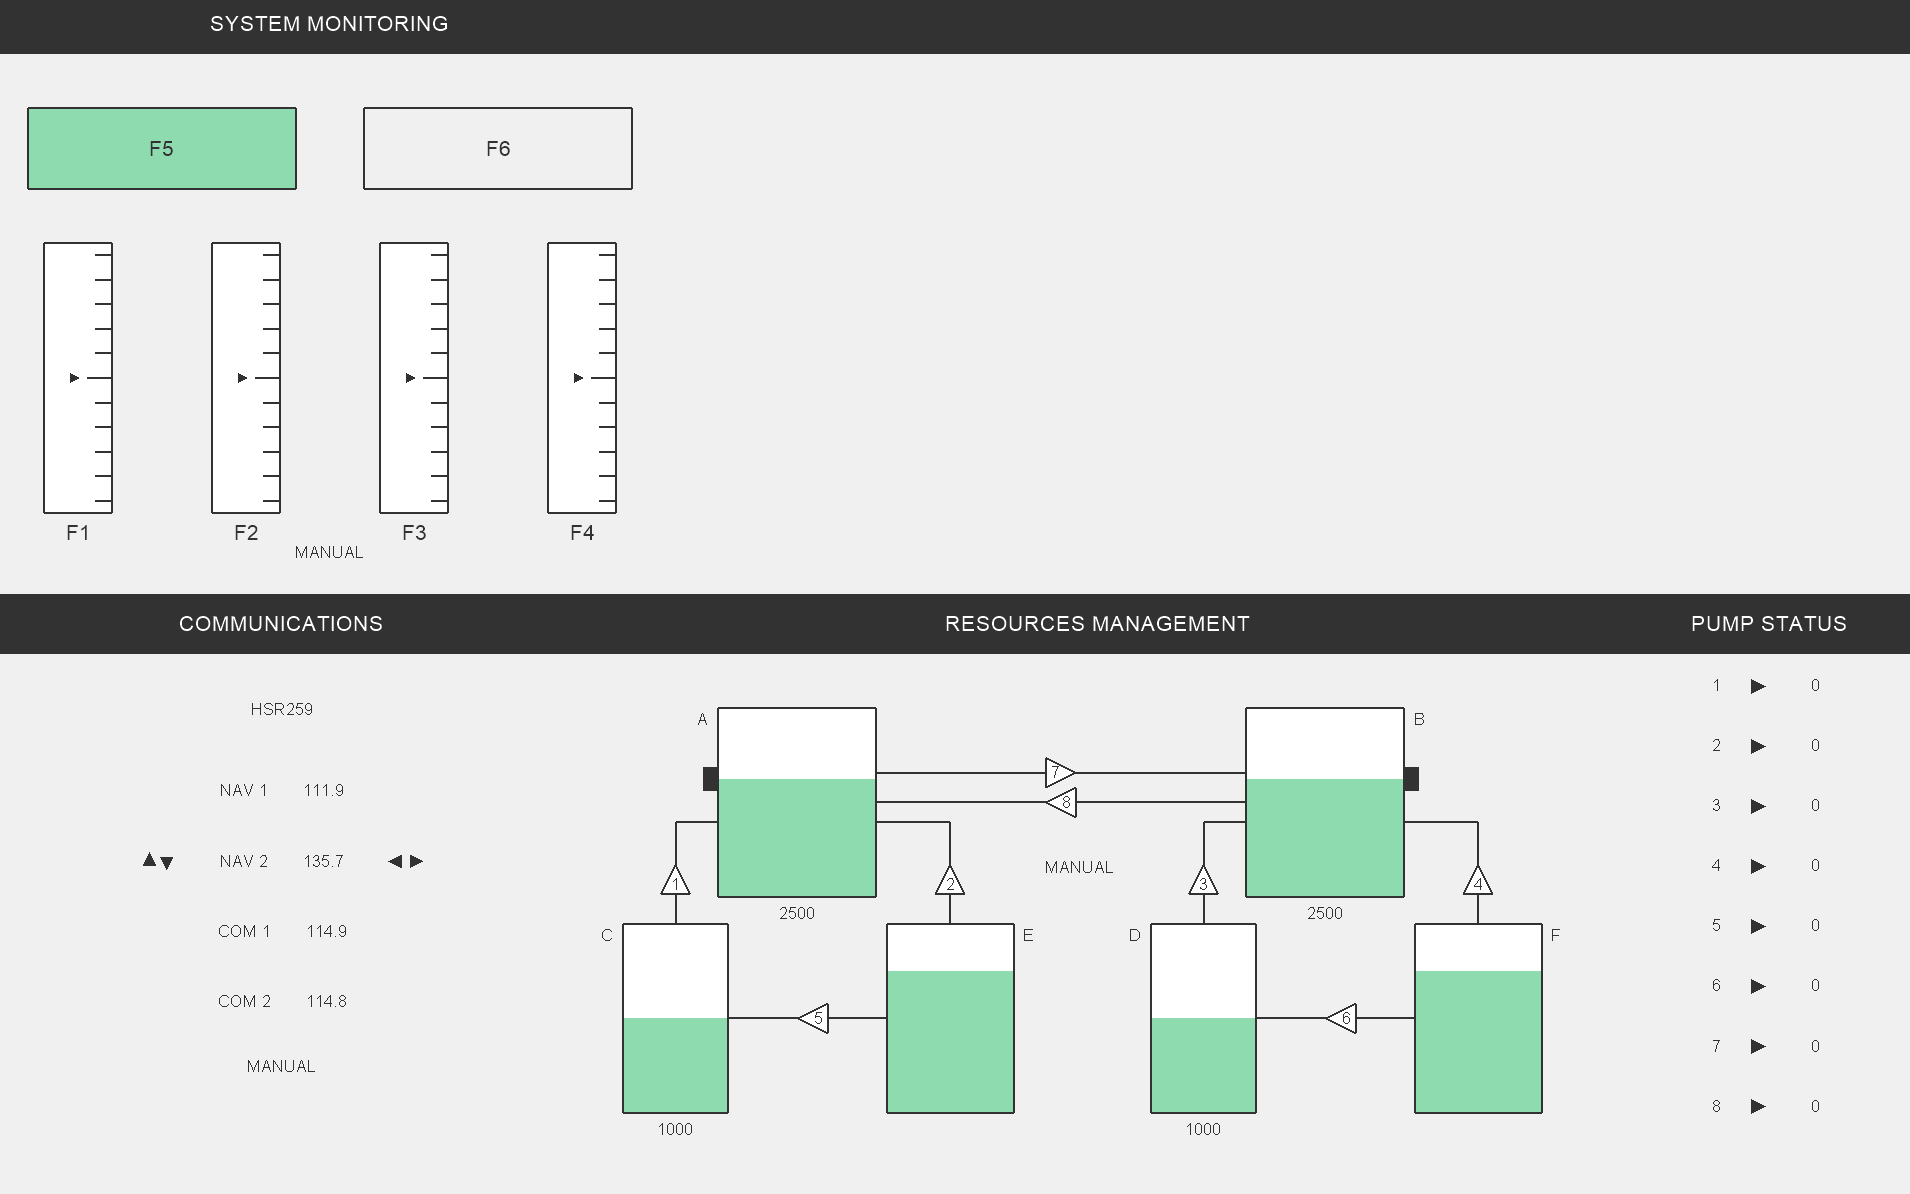 SYSTEM MONITORING
F5
F6
F1
F2
F3
F4
MANUAL
COMMUNICATIONS
RESOURCES MANAGEMENT
PUMP STATUS
HSR259
NAV 1 111.9
NAV 2 135.7
COM 1 114.9
COM 2 114.8
MANUAL
A
B
7
8
MANUAL
1
2
3
4
2500
2500
C
E
D
F
5
6
1000
1000
1 0
2 0
3 0
4 0
5 0
6 0
7 0
8 0